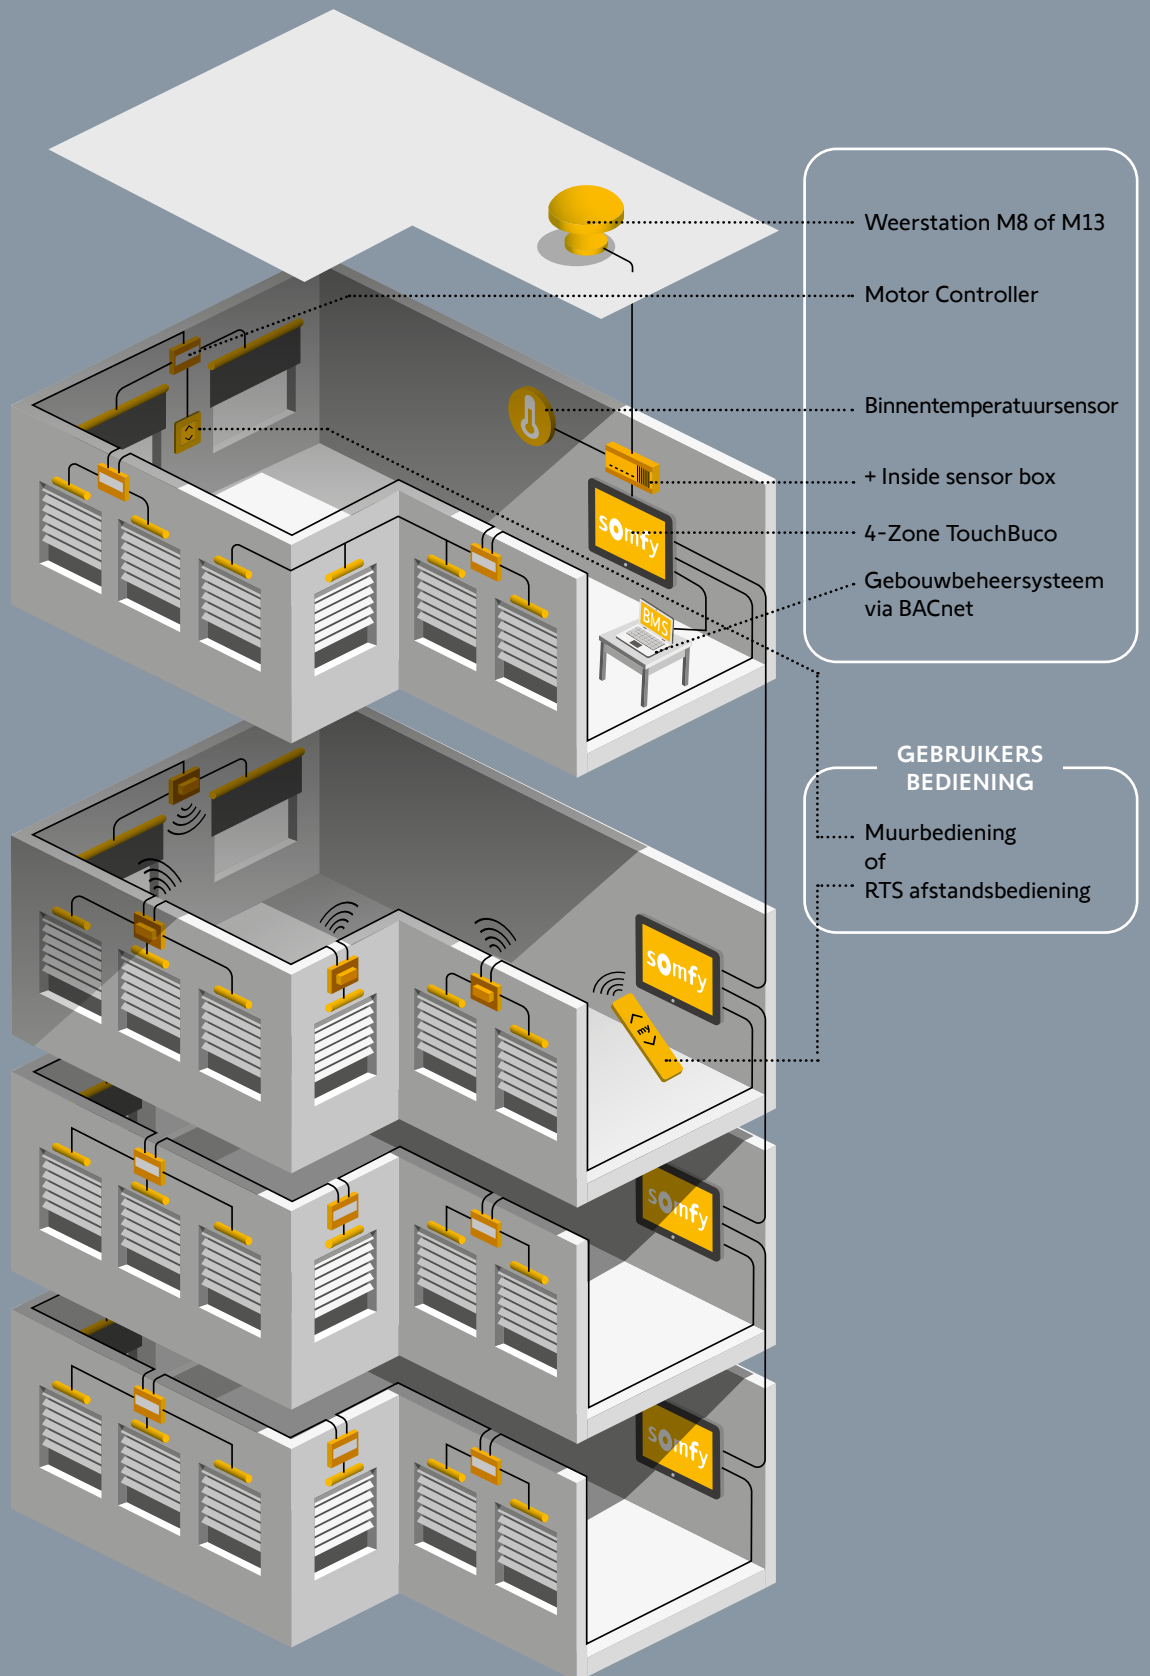 Weerstation M8 of M13
Motor Controller
Binnentemperatuursensor
+ Inside sensor box
4-Zone TouchBuco
Gebouwbeheersysteem
via BACnet
somfy
BMS
GEBRUIKERS
BEDIENING
Muurbediening
of
RTS afstandsbediening
somfy
my
somfy
somfy